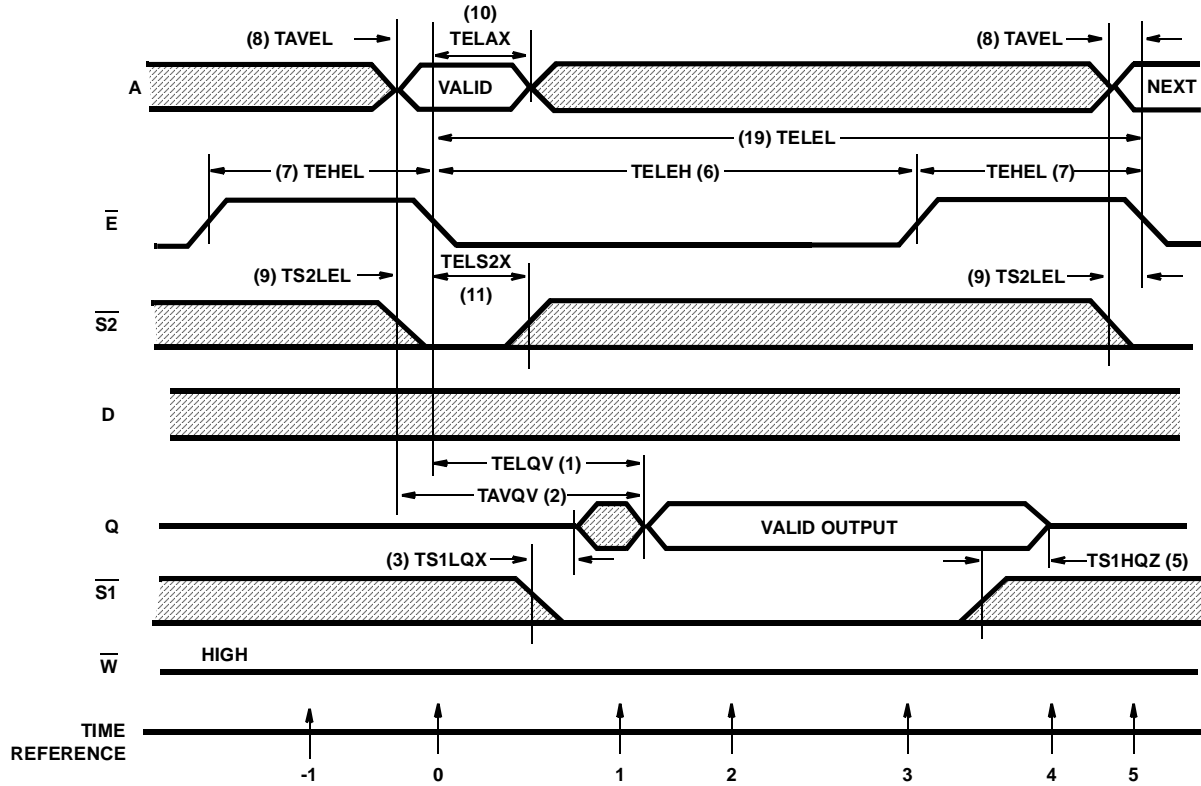 (10)
(8) TAVEL TELAX (8) TAVEL
A VALID NEXT
(19) TELEL
(7) TEHEL TELEH (6) TEHEL (7)
E
(9) TS2LEL TELS2X (9) TS2LEL
(11)
S2
D
TELQV (1)
TAVQV (2)
Q VALID OUTPUT
(3) TS1LQX TS1HQZ (5)
S1
HIGH
W
TIME
REFERENCE
-1 0 1 2 3 4 5